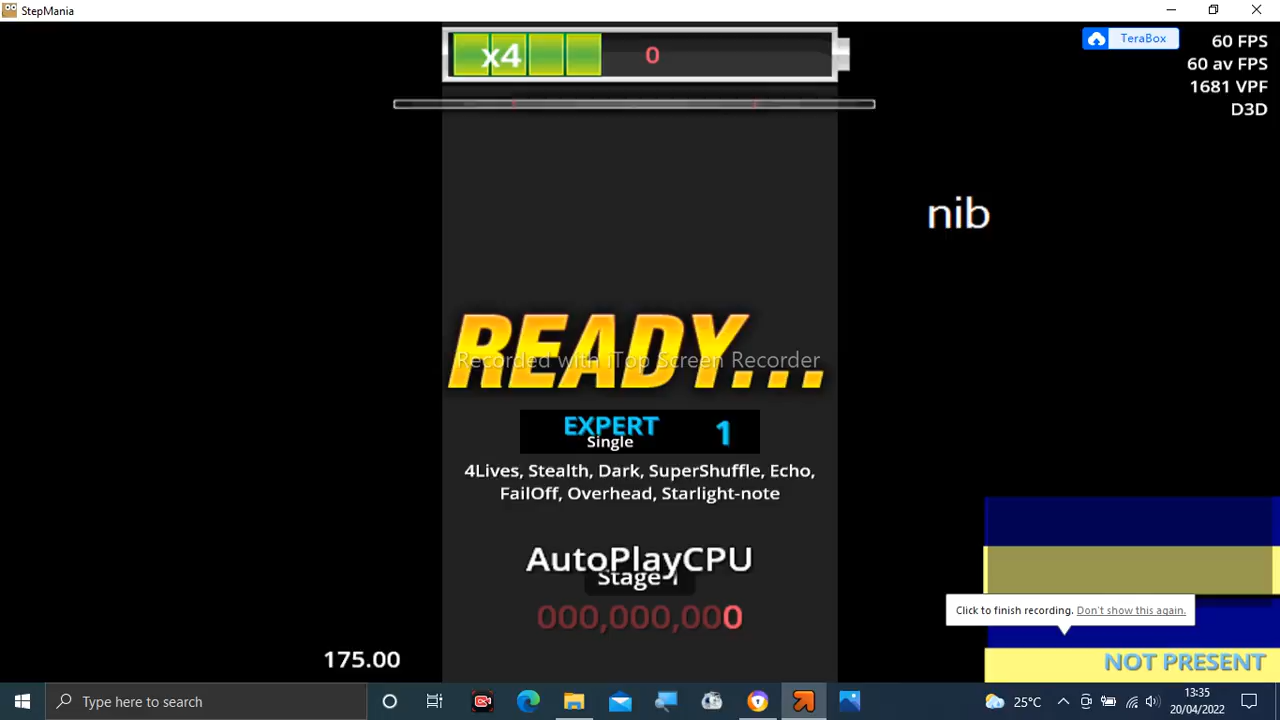 StepMania
x4
0
TeraBox
60 FPS
60 av FPS
1681 VPF
D3D
nib
READY...
Recorded with iTop Screen Recorder
EXPERT
Single
1
4Lives, Stealth, Dark, SuperShuffle, Echo,
FailOff, Overhead, Starlight-note
AutoPlayCPU
Stage 1
000,000,000
Click to finish recording. Don't show this again.
175.00
NOT PRESENT
Type here to search
25°C
13:35
20/04/2022